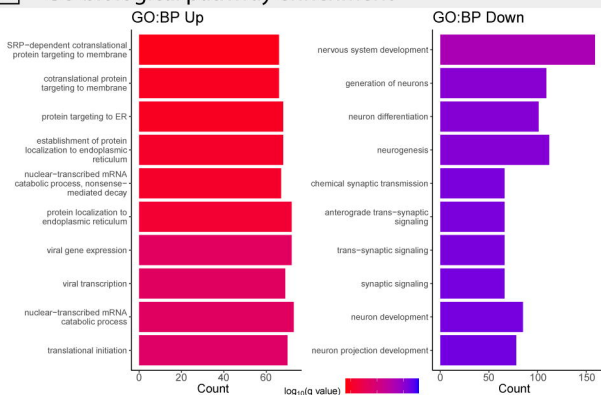 GO:BP Up
SRP−dependent cotranslational
protein targeting to membrane
cotranslational protein
targeting to membrane
protein targeting to ER
establishment of protein
localization to endoplasmic
reticulum
nuclear−transcribed mRNA
catabolic process, nonsense−
mediated decay
protein localization to
endoplasmic reticulum
viral gene expression
viral transcription
nuclear−transcribed mRNA
catabolic process
translational initiation
0 20 40 60
Count
GO:BP Down
nervous system development
generation of neurons
neuron differentiation
neurogenesis
chemical synaptic transmission
anterograde trans−synaptic
signaling
trans−synaptic signaling
synaptic signaling
neuron development
neuron projection development
0 50 100 150
Count
log10(q value)